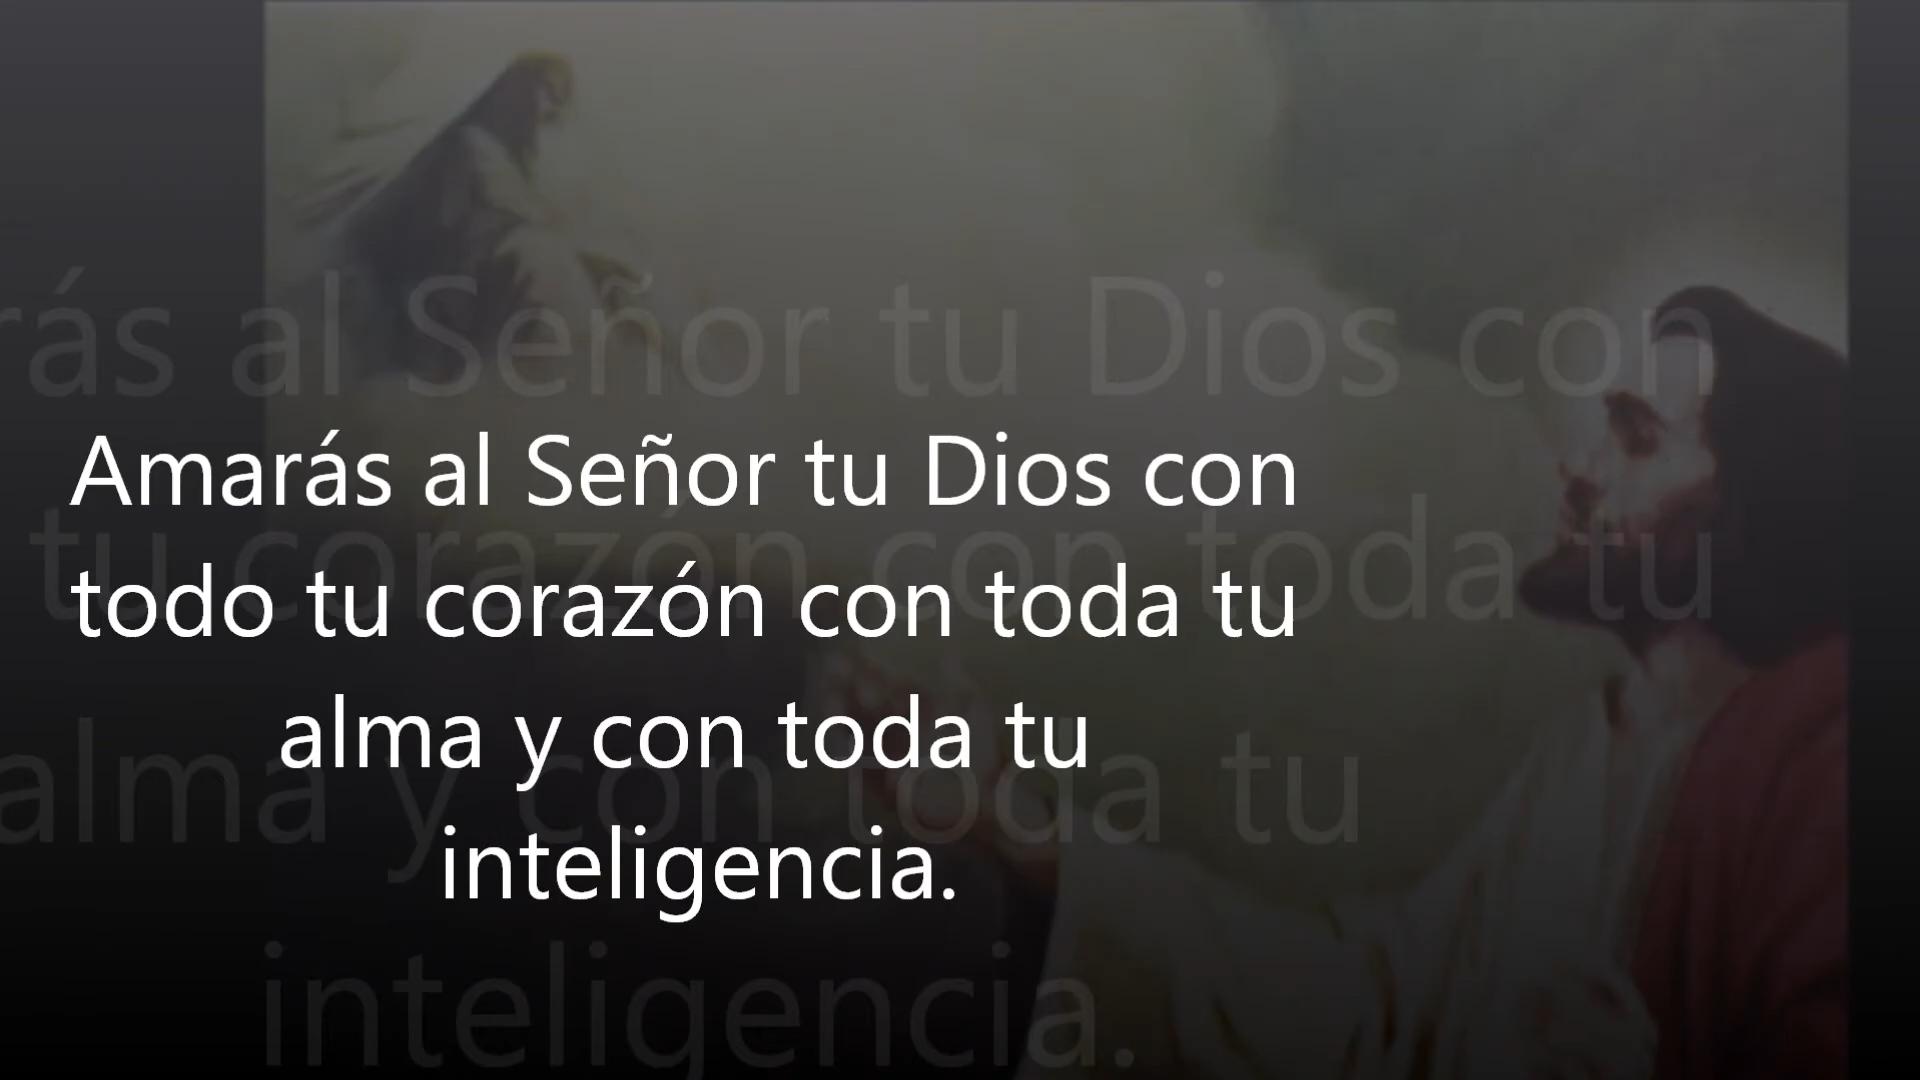 Amarás al Señor tu Dios con
todo tu corazón con toda tu
alma y con toda tu
inteligencia.